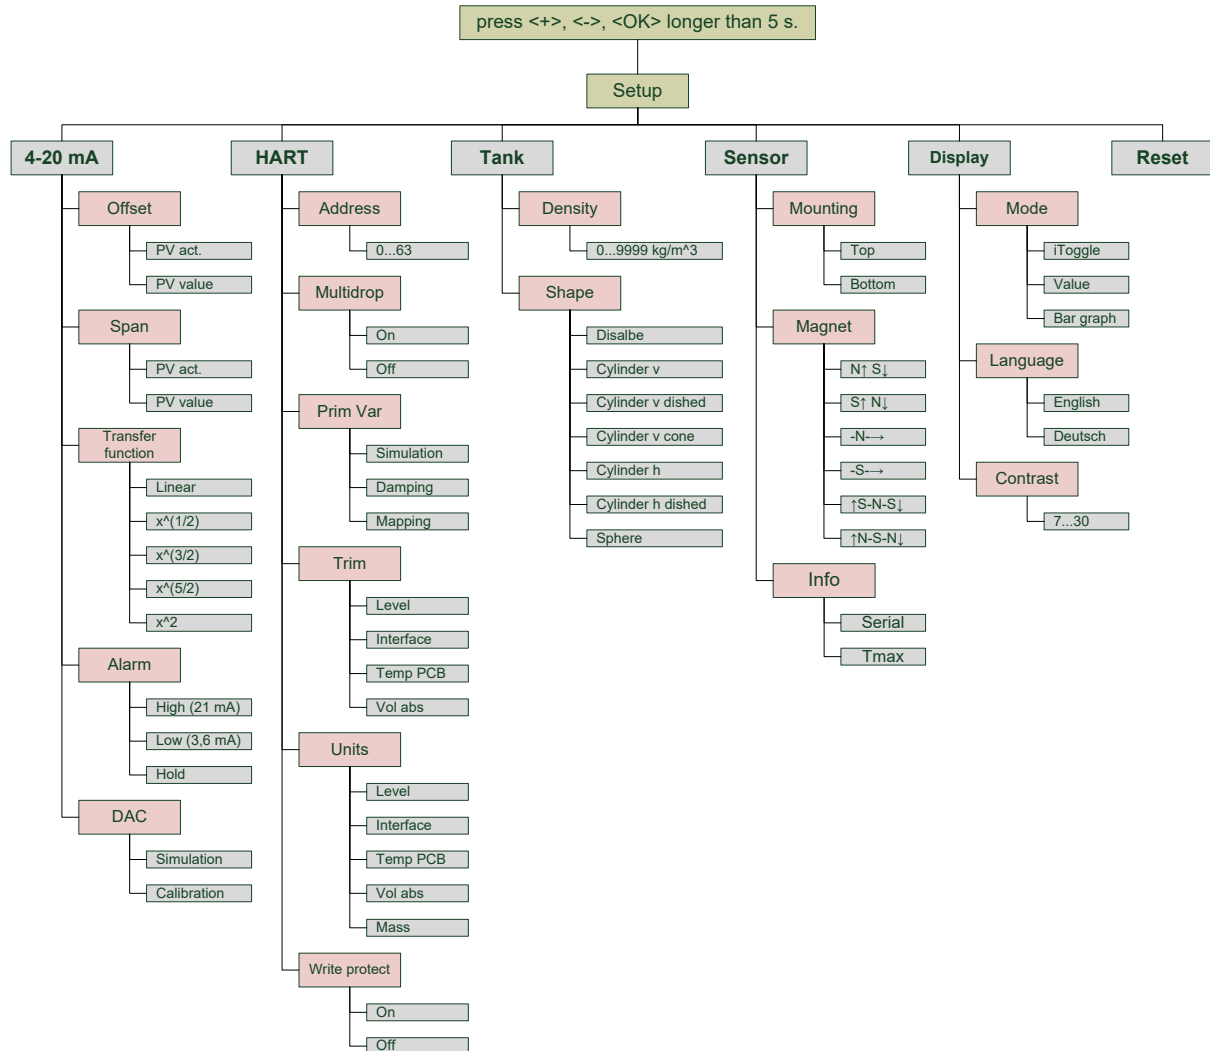 press <+>, <->, <OK> longer than 5 s.
Setup
4-20 mA
Offset
PV act.
PV value
Span
PV act.
PV value
Transfer
function
Linear
x^(1/2)
x^(3/2)
x^(5/2)
x^2
Alarm
High (21 mA)
Low (3,6 mA)
Hold
DAC
Simulation
Calibration
HART
Address
0...63
Multidrop
On
Off
Prim Var
Simulation
Damping
Mapping
Trim
Level
Interface
Temp PCB
Vol abs
Units
Level
Interface
Temp PCB
Vol abs
Mass
Write protect
On
Off
Tank
Density
0...9999 kg/m^3
Shape
Disalbe
Cylinder v
Cylinder v dished
Cylinder v cone
Cylinder h
Cylinder h dished
Sphere
Sensor
Mounting
Top
Bottom
Magnet
N↑ S↓
S↑ N↓
-N-→
-S-→
↑S-N-S↓
↑N-S-N↓
Info
Serial
Tmax
Display
Mode
iToggle
Value
Bar graph
Language
English
Deutsch
Contrast
7...30
Reset